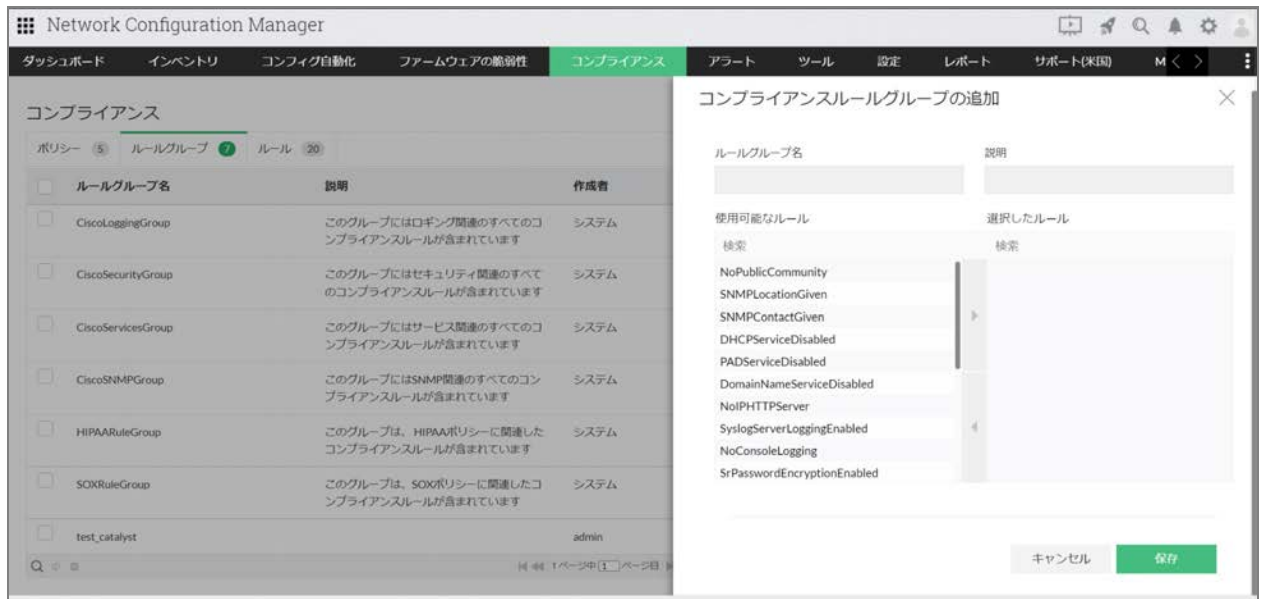 Network Configuration Manager
ダッシュボード インベントリ コンフィグ自動化 ファームウェアの脆弱性 コンプライアンス アラート ツール 設定 レポート サポート(米国) M
コンプライアンス
ポリシー 5 ルールグループ 7 ルール 20
ルールグループ名 説明 作成者
CiscoLoggingGroup このグループにはロギング関連のすべてのコ システム
ンプライアンスルールが含まれています
CiscoSecurityGroup このグループにはセキュリティ関連のすべて システム
のコンプライアンスルールが含まれています
CiscoServicesGroup このグループにはサービス関連のすべてのコ システム
ンプライアンスルールが含まれています
CiscoSNMPGroup このグループにはSNMP関連のすべてのコン システム
プライアンスルールが含まれています
HIPAARuleGroup このグループは、HIPAAポリシーに関連した システム
コンプライアンスルールが含まれています
SOXRuleGroup このグループは、SOXポリシーに関連したコ システム
ンプライアンスルールが含まれています
test_catalyst admin
1ページ中 1 ページ目
コンプライアンスルールグループの追加
ルールグループ名 説明
使用可能なルール 選択したルール
検索 検索
NoPublicCommunity
SNMPLocationGiven
SNMPContactGiven
DHCPServiceDisabled
PADServiceDisabled
DomainNameServiceDisabled
NoIPHTTPServer
SyslogServerLoggingEnabled
NoConsoleLogging
SrPasswordEncryptionEnabled
キャンセル 保存